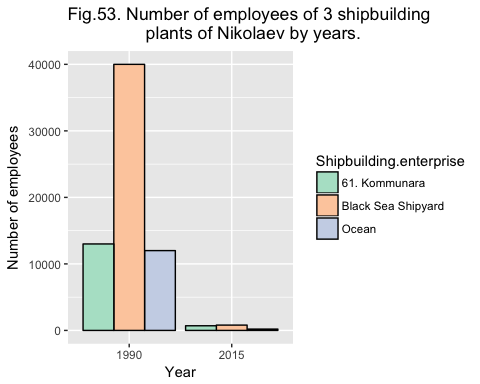 Fig.53. Number of employees of 3 shipbuilding
plants of Nikolaev by years.
Number of employees
40000
30000
20000
10000
0
1990
2015
Year
Shipbuilding.enterprise
61. Kommunara
Black Sea Shipyard
Ocean